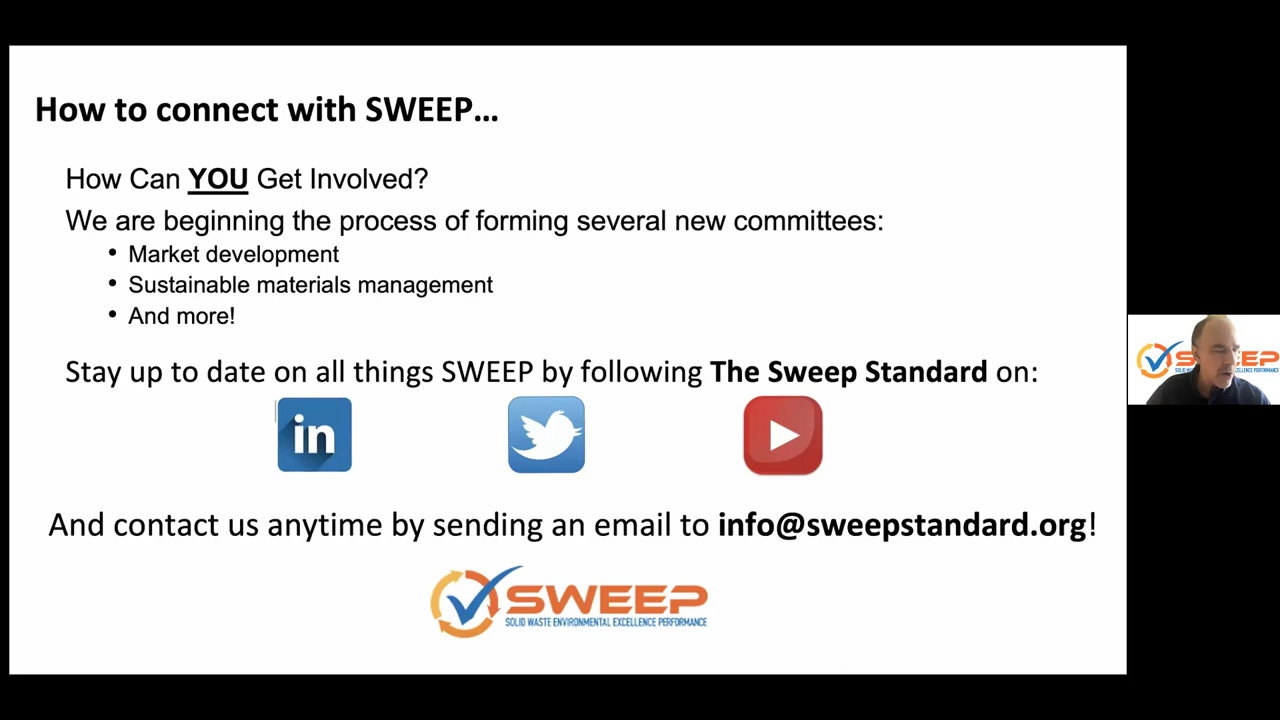 How to connect with SWEEP…
How Can YOU Get Involved?
We are beginning the process of forming several new committees:
• Market development
• Sustainable materials management
• And more!
Stay up to date on all things SWEEP by following The Sweep Standard on:
in
And contact us anytime by sending an email to info@sweepstandard.org!
SWEEP
SOLID WASTE ENVIRONMENTAL EXCELLENCE PERFORMANCE